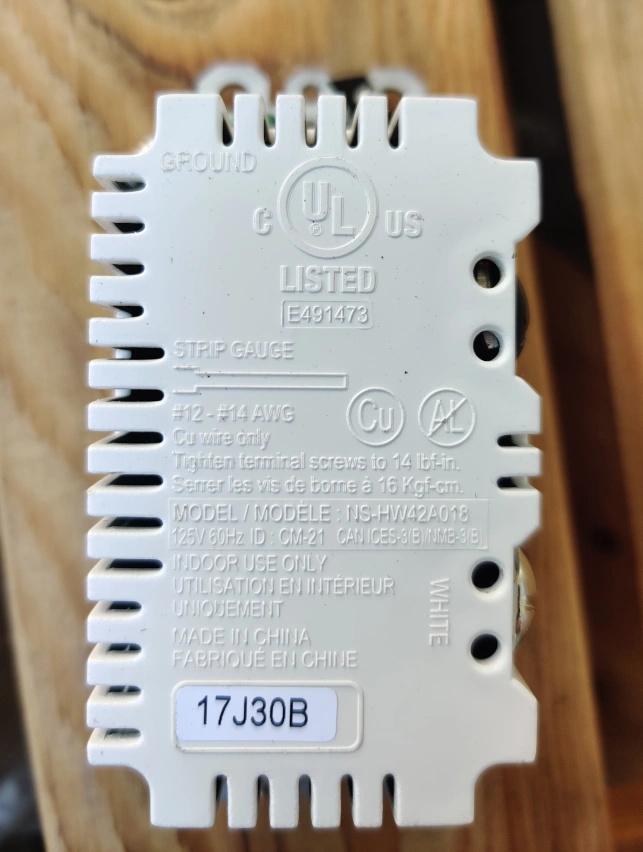 GROUND
C UL ® US
LISTED
E491473
STRIP GAUGE
#12 - #14 AWG Cu AL
Cu wire only
Tighten terminal screws to 14 lbf-in.
Serrer les vis de borne à 16 Kgf-cm.
MODEL / MODÈLE : NS-HW42A018
125V 60Hz ID : CM-21 CAN ICES-3(B)/NMB-3(B)
INDOOR USE ONLY
UTILISATION EN INTÉRIEUR
UNIQUEMENT
WHITE
MADE IN CHINA
FABRIQUÉ EN CHINE
17J30B